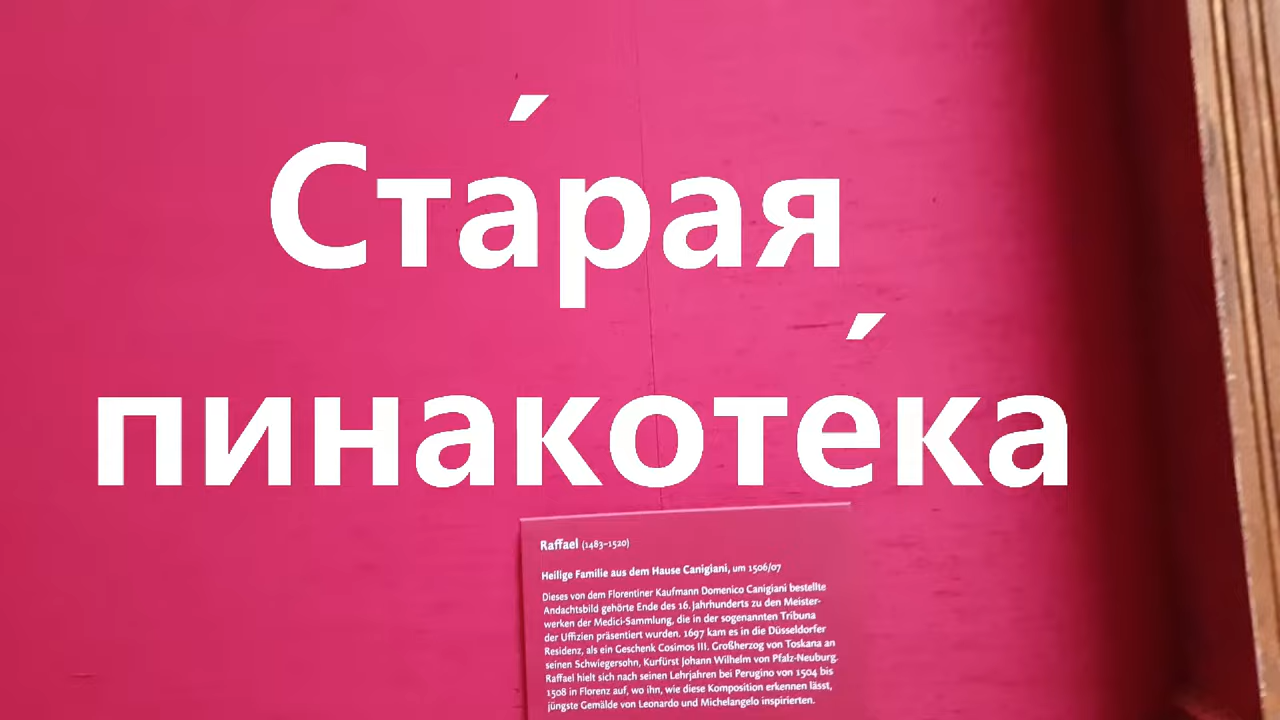 Ста́рая
пинакоте́ка
Raffael (1483–1520)
Heilige Familie aus dem Hause Canigiani, um 1506/07
Dieses von dem Florentiner Kaufmann Domenico Canigiani bestellte
Andachtsbild gehörte Ende des 16. Jahrhunderts zu den Meister-
werken der Medici-Sammlung, die in der sogenannten Tribuna
der Uffizien präsentiert wurden. 1697 kam es in die Düsseldorfer
Residenz, als ein Geschenk Cosimos III. Großherzog von Toskana an
seinen Schwiegersohn, Kurfürst Johann Wilhelm von Pfalz-Neuburg.
Raffael hielt sich nach seinen Lehrjahren bei Perugino von 1504 bis
1508 in Florenz auf, wo ihn, wie diese Komposition erkennen lässt,
jüngste Gemälde von Leonardo und Michelangelo inspirierten.